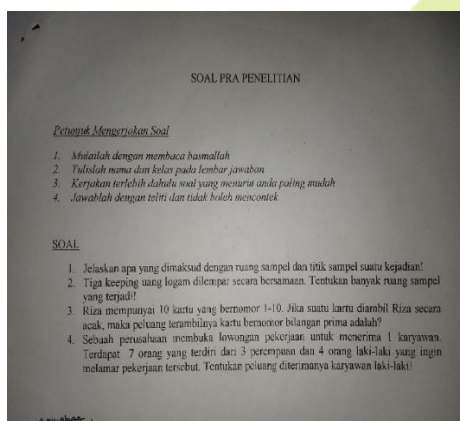 SOAL PRA PENELITIAN
Petunjuk Mengerjakan Soal
1. Mulailah dengan membaca basmallah
2. Tulislah nama dan kelas pada lembar jawaban
3. Kerjakan terlebih dahulu soal yang menurut anda paling mudah
4. Jawablah dengan teliti dan tidak boleh mencontek
SOAL
1. Jelaskan apa yang dimaksud dengan ruang sampel dan titik sampel suatu kejadian!
2. Tiga keeping uang logam dilempar secara bersamaan. Tentukan banyak ruang sampel
yang terjadi!
3. Riza mempunyai 10 kartu yang bernomor 1-10. Jika suatu kartu diambil Riza secara
acak, maka peluang terambilnya kartu bernomor bilangan prima adalah?
4. Sebuah perusahaan membuka lowongan pekerjaan untuk menerima 1 karyawan.
Terdapat 7 orang yang terdiri dari 3 perempuan dan 4 orang laki-laki yang ingin
melamar pekerjaan tersebut. Tentukan peluang diterimanya karyawan laki-laki!